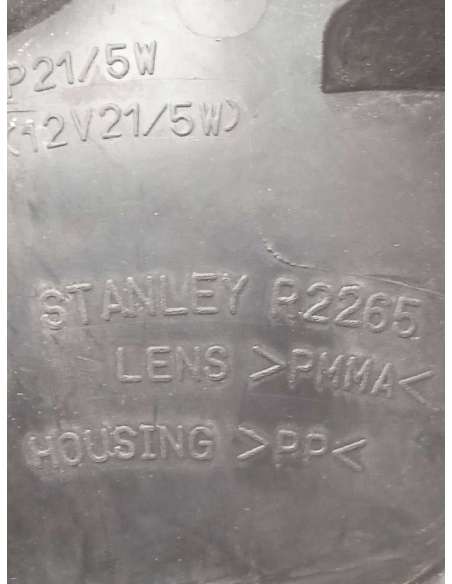 P21/5W
(12V21/5W)
STANLEY R2265
LENS >PMMA<
HOUSING >PP<